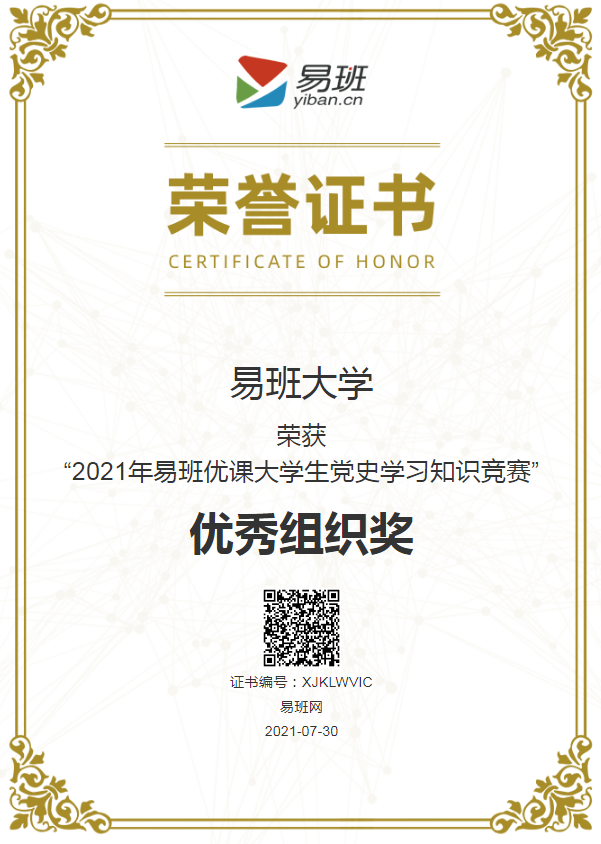 易班
yiban.cn
荣誉证书
CERTIFICATE OF HONOR
易班大学
荣获
“2021年易班优课大学生党史学习知识竞赛”
优秀组织奖
证书编号：XJKLWVIC
易班网
2021-07-30